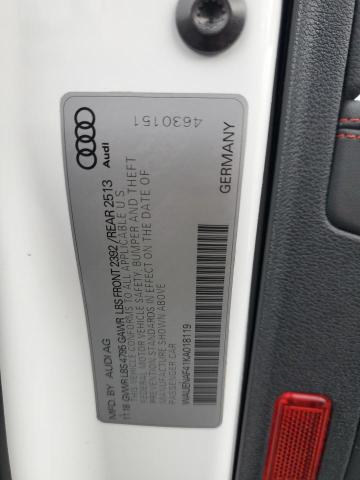 4630151
Audi
GERMANY
MFD. BY AUDI AG
11.18 GVWR LBS 4795 GAWR LBS FRONT 2392 / REAR 2513
THIS VEHICLE CONFORMS TO ALL APPLICABLE U S
FEDERAL MOTOR VEHICLE SAFETY, BUMPER AND THEFT
PREVENTION STANDARDS IN EFFECT ON THE DATE OF
MANUFACTURE SHOWN ABOVE
PASSENGER CAR
WAUENAF41KA018119